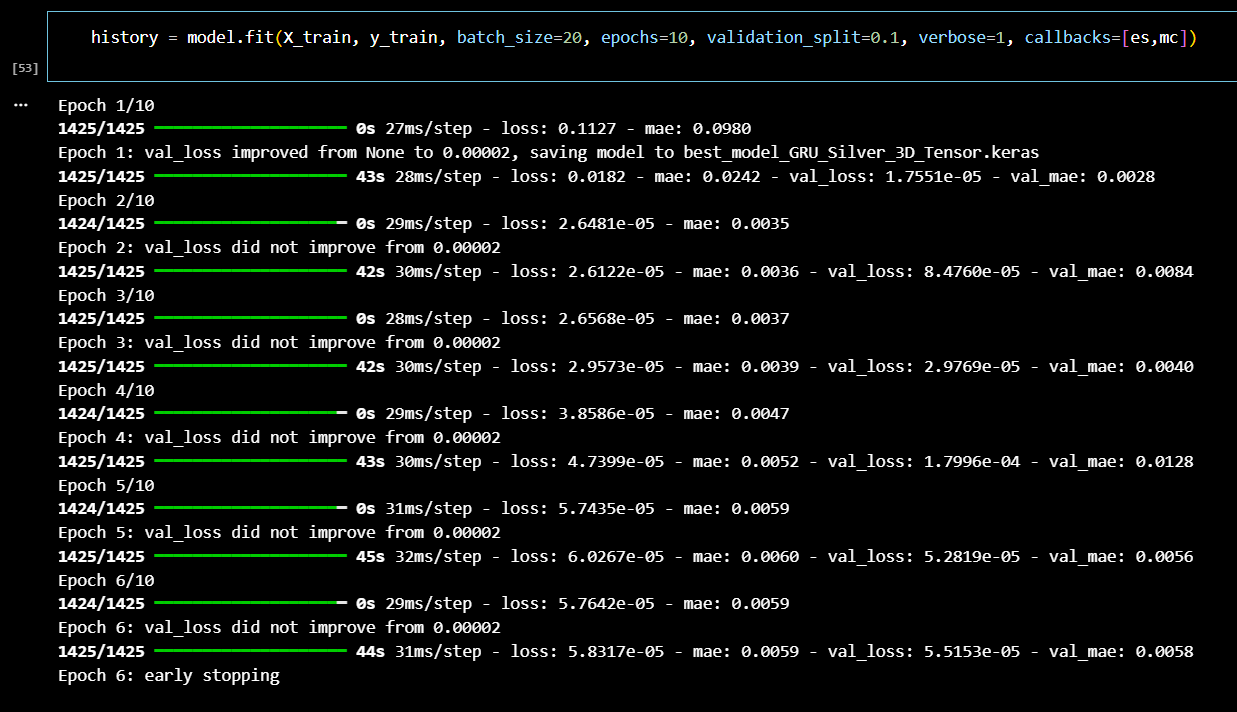 history = model.fit(X_train, y_train, batch_size=20, epochs=10, validation_split=0.1, verbose=1, callbacks=[es,mc])
[53]
...
Epoch 1/10
1425/1425 0s 27ms/step - loss: 0.1127 - mae: 0.0980
Epoch 1: val_loss improved from None to 0.00002, saving model to best_model_GRU_Silver_3D_Tensor.keras
1425/1425 43s 28ms/step - loss: 0.0182 - mae: 0.0242 - val_loss: 1.7551e-05 - val_mae: 0.0028
Epoch 2/10
1424/1425 0s 29ms/step - loss: 2.6481e-05 - mae: 0.0035
Epoch 2: val_loss did not improve from 0.00002
1425/1425 42s 30ms/step - loss: 2.6122e-05 - mae: 0.0036 - val_loss: 8.4760e-05 - val_mae: 0.0084
Epoch 3/10
1425/1425 0s 28ms/step - loss: 2.6568e-05 - mae: 0.0037
Epoch 3: val_loss did not improve from 0.00002
1425/1425 42s 30ms/step - loss: 2.9573e-05 - mae: 0.0039 - val_loss: 2.9769e-05 - val_mae: 0.0040
Epoch 4/10
1424/1425 0s 29ms/step - loss: 3.8586e-05 - mae: 0.0047
Epoch 4: val_loss did not improve from 0.00002
1425/1425 43s 30ms/step - loss: 4.7399e-05 - mae: 0.0052 - val_loss: 1.7996e-04 - val_mae: 0.0128
Epoch 5/10
1424/1425 0s 31ms/step - loss: 5.7435e-05 - mae: 0.0059
Epoch 5: val_loss did not improve from 0.00002
1425/1425 45s 32ms/step - loss: 6.0267e-05 - mae: 0.0060 - val_loss: 5.2819e-05 - val_mae: 0.0056
Epoch 6/10
1424/1425 0s 29ms/step - loss: 5.7642e-05 - mae: 0.0059
Epoch 6: val_loss did not improve from 0.00002
1425/1425 44s 31ms/step - loss: 5.8317e-05 - mae: 0.0059 - val_loss: 5.5153e-05 - val_mae: 0.0058
Epoch 6: early stopping